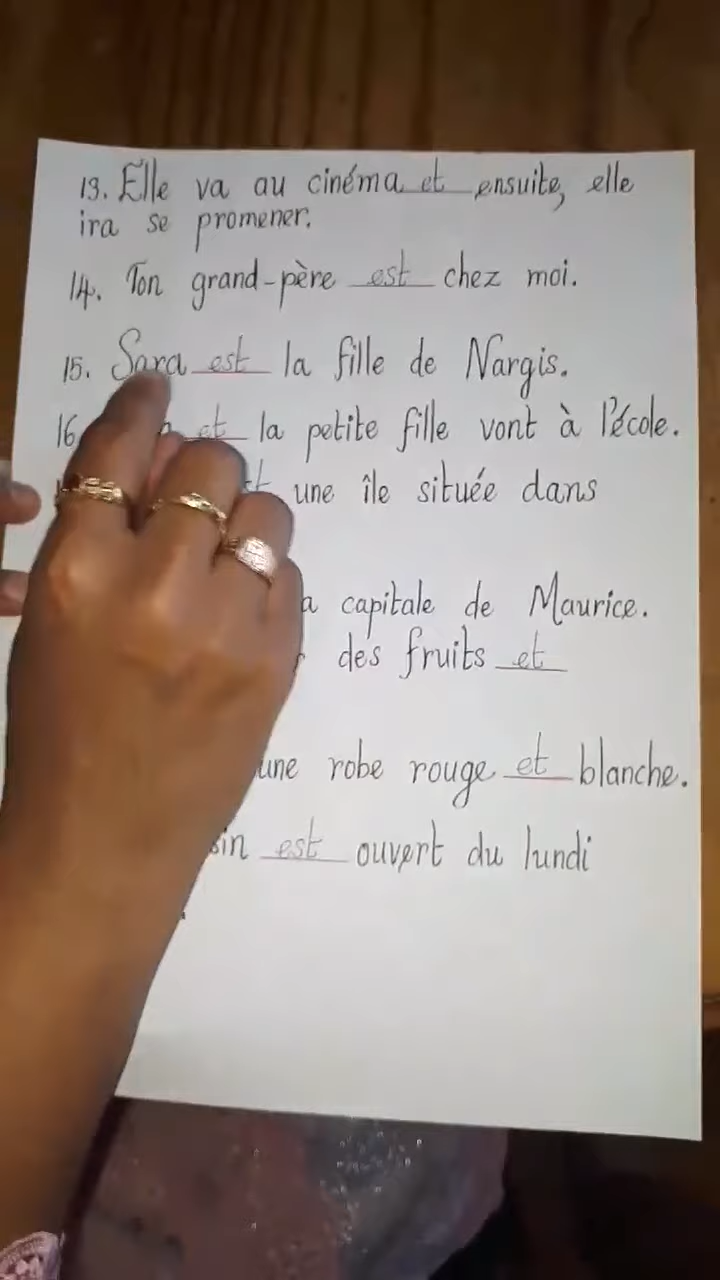 13. Elle va au cinéma et ensuite, elle
ira se promener.
14. Ton grand-père est chez moi.
15. Sara est la fille de Nargis.
16. et la petite fille vont à l'école.
une île située dans
capitale de Maurice.
des fruits et
une robe rouge et blanche.
est ouvert du lundi